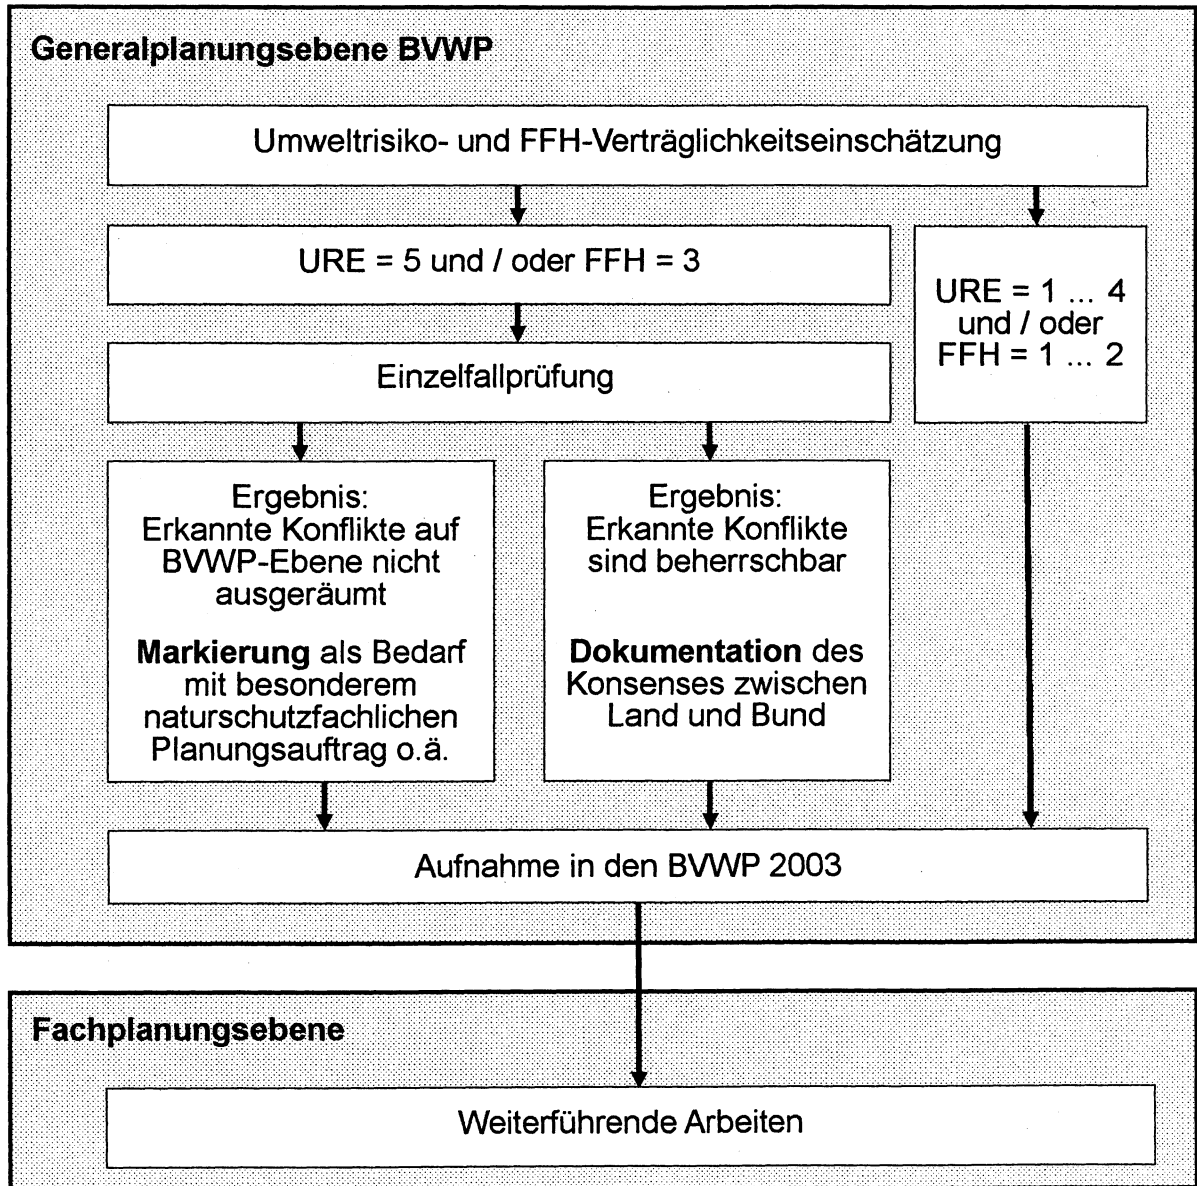 Generalplanungsebene BVWP
Umweltrisiko- und FFH-Verträglichkeitseinschätzung
URE = 5 und / oder FFH = 3
URE = 1 ... 4
und / oder
FFH = 1 ... 2
Einzelfallprüfung
Ergebnis:
Erkannte Konflikte auf
BVWP-Ebene nicht
ausgeräumt
Markierung als Bedarf
mit besonderem
naturschutzfachlichen
Planungsauftrag o.ä.
Ergebnis:
Erkannte Konflikte
sind beherrschbar
Dokumentation des
Konsenses zwischen
Land und Bund
Aufnahme in den BVWP 2003
Fachplanungsebene
Weiterführende Arbeiten